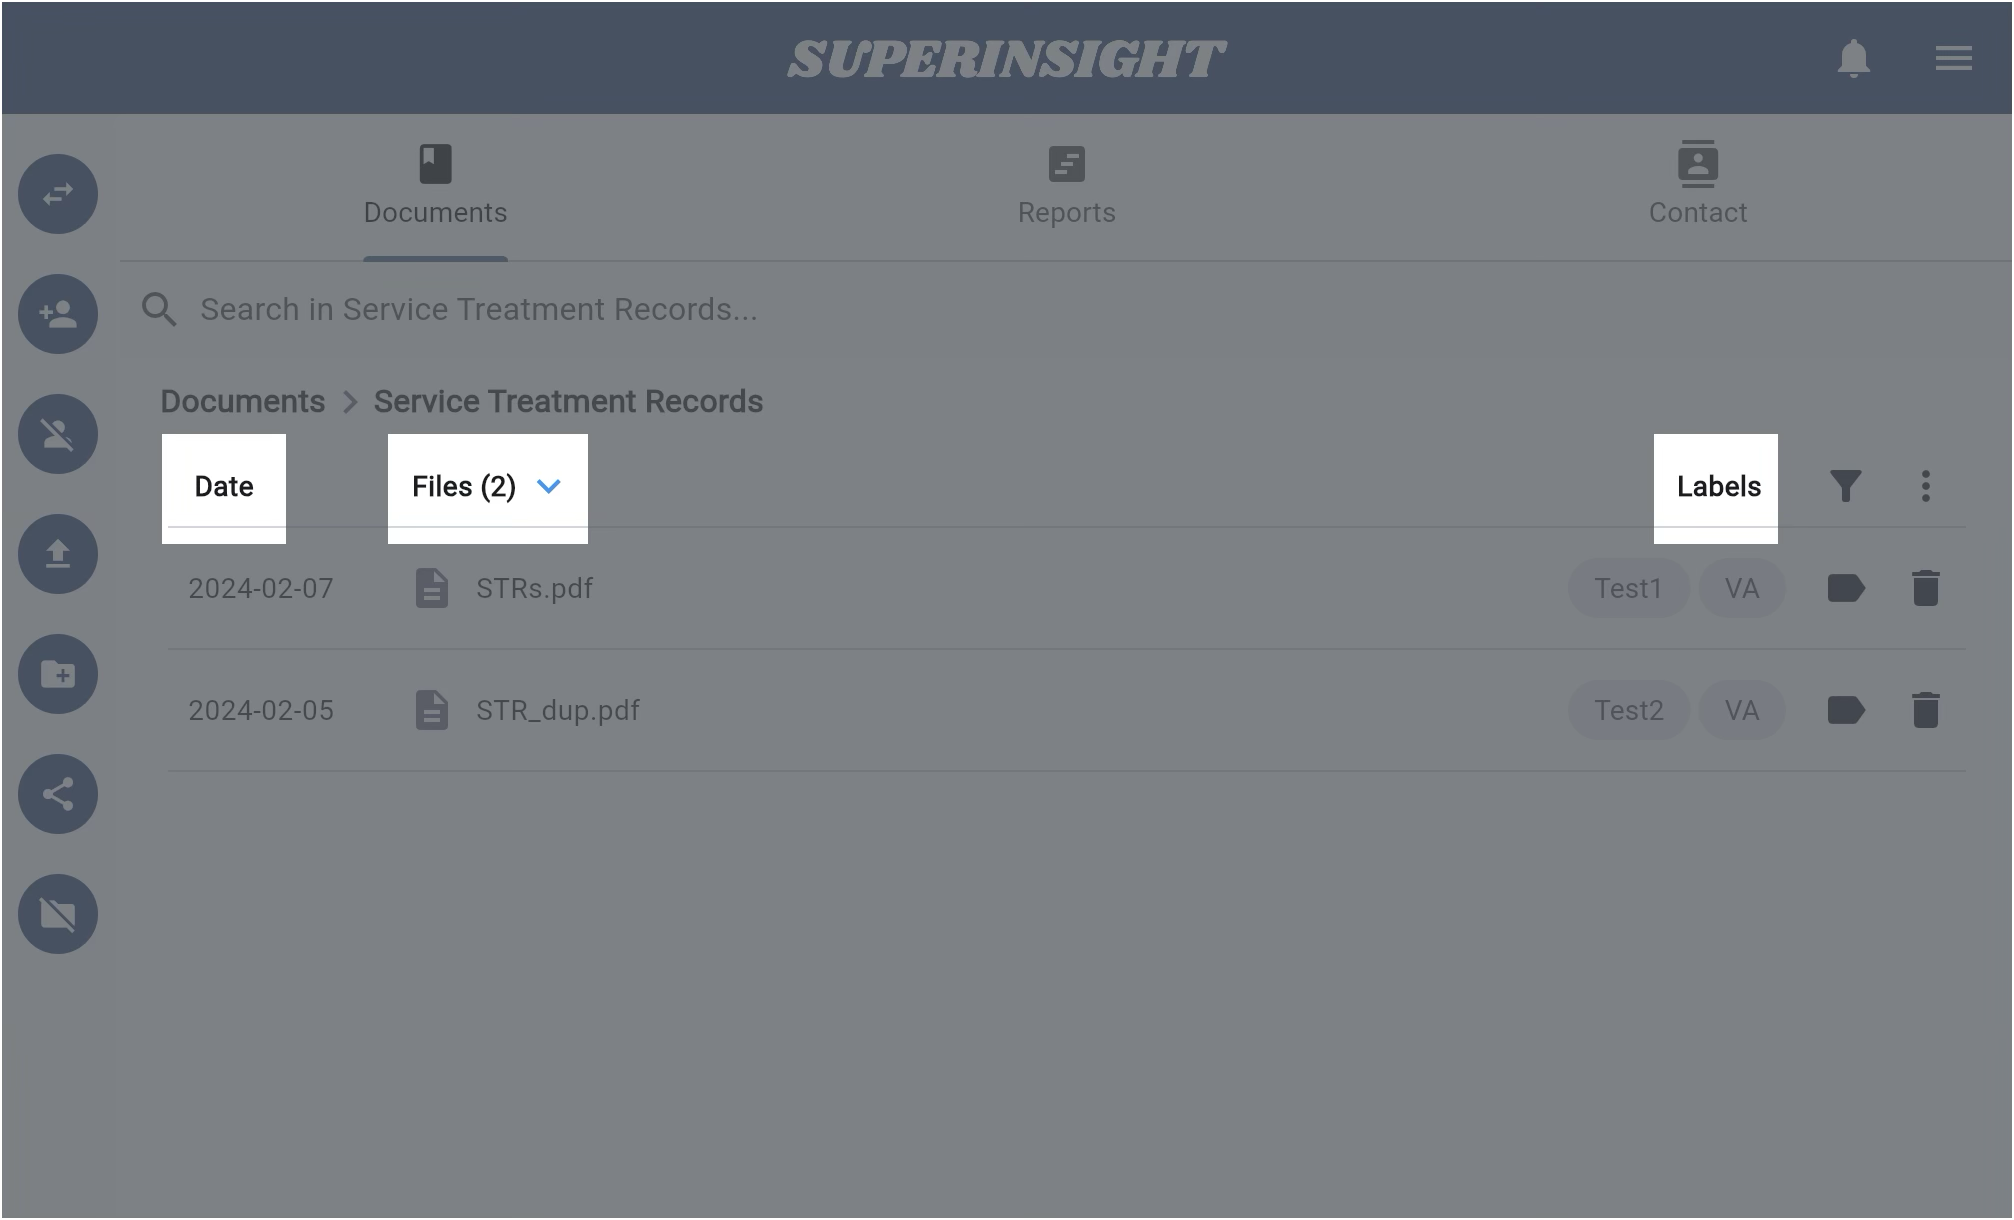 SUPERINSIGHT
Documents Reports Contact
Search in Service Treatment Records...
Documents Service Treatment Records
Date Files (2) Labels
2024-02-07 STRs.pdf Test1 VA
2024-02-05 STR_dup.pdf Test2 VA